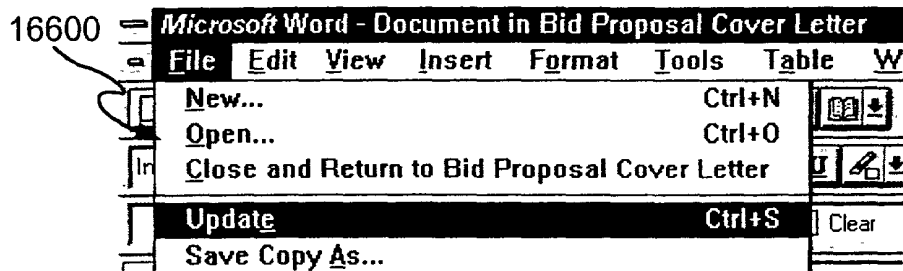 16600
Microsoft Word - Document in Bid Proposal Cover Letter
File Edit View Insert Format Tools Table W
New... Ctrl+N
Open... Ctrl+O
In Close and Return to Bid Proposal Cover Letter U
Update Ctrl+S Clear
Save Copy As...